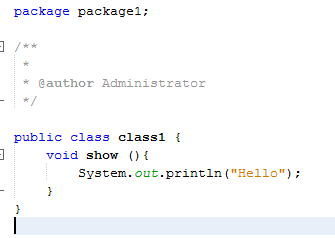 package package1;
/**
 *
 * @author Administrator
 */
public class class1 {
    void show (){
        System.out.println("Hello");
    }
}